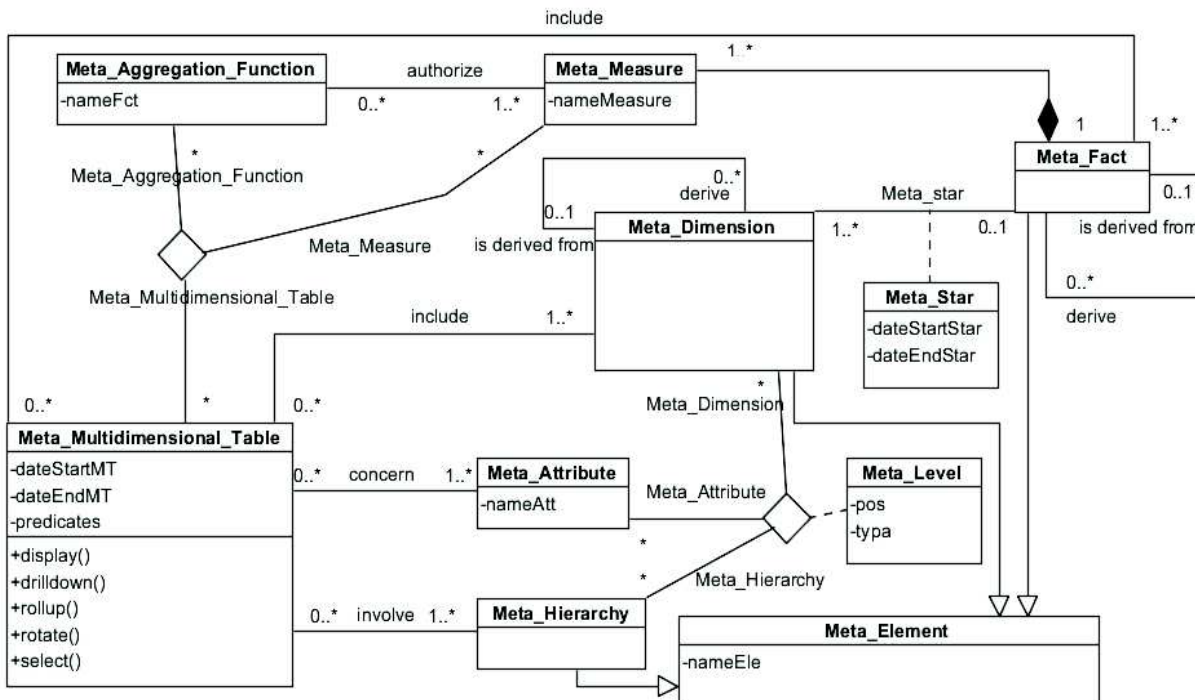 include
Meta_Aggregation_Function
-nameFct
authorize
0..*
1..*
Meta_Measure
-nameMeasure
1..*
1
1..*
Meta_Fact
*
Meta_Aggregation_Function
*
Meta_Measure
Meta_Multidimensional_Table
0..*
derive
0..1
is derived from
Meta_Dimension
Meta_star
1..*
0..1
0..1
is derived from
0..*
derive
Meta_Star
-dateStartStar
-dateEndStar
include
1..*
0..*
*
0..*
*
Meta_Dimension
Meta_Multidimensional_Table
-dateStartMT
-dateEndMT
-predicates
+display()
+drilldown()
+rollup()
+rotate()
+select()
0..*
concern
1..*
Meta_Attribute
-nameAtt
Meta_Attribute
*
Meta_Level
-pos
-typa
*
Meta_Hierarchy
0..*
involve
1..*
Meta_Hierarchy
Meta_Element
-nameEle